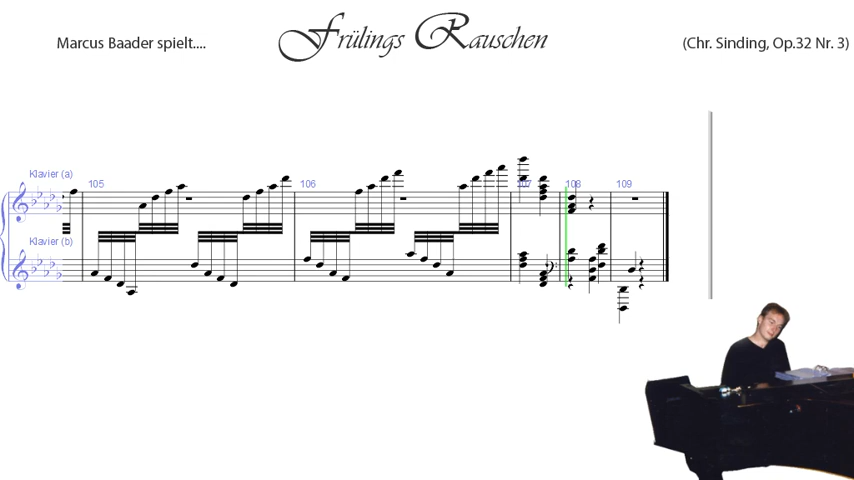 Marcus Baader spielt....
Frülings Rauschen
(Chr. Sinding, Op.32 Nr. 3)
Klavier (a)
105
106
107
108
109
Klavier (b)